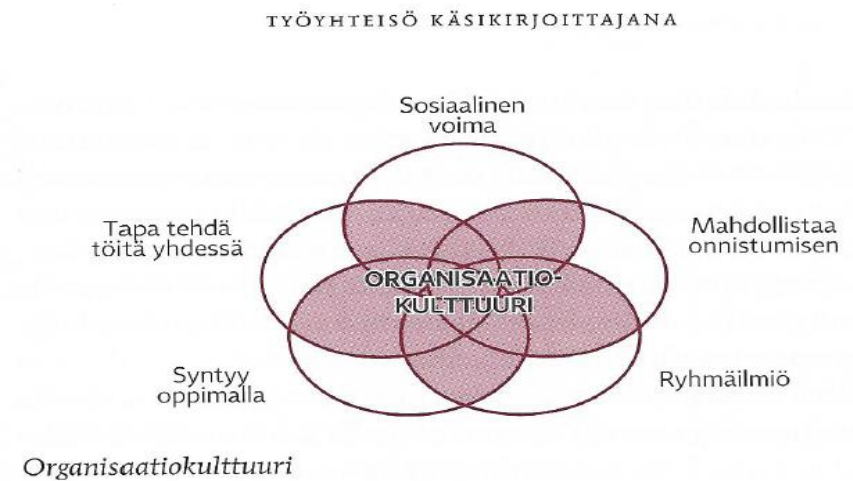 TYÖYHTEISÖ KÄSIKIRJOITTAJANA
Sosiaalinen
voima
Tapa tehdä
töitä yhdessä
Mahdollistaa
onnistumisen
ORGANISAATIO-
KULTTUURI
Syntyy
oppimalla
Ryhmäilmiö
Organisaatiokulttuuri